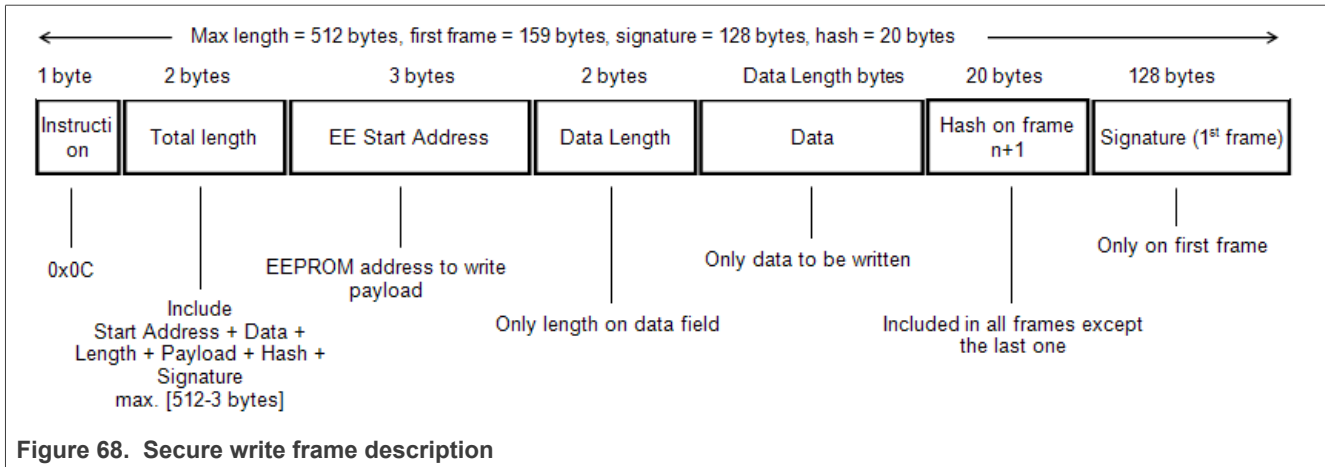 Max length = 512 bytes, first frame = 159 bytes, signature = 128 bytes, hash = 20 bytes
1 byte 2 bytes 3 bytes 2 bytes Data Length bytes 20 bytes 128 bytes
Instructi
on
Total length
EE Start Address
Data Length
Data
Hash on frame
n+1
Signature (1st frame)
0x0C
Include
Start Address + Data +
Length + Payload + Hash +
Signature
max. [512-3 bytes]
EEPROM address to write
payload
Only length on data field
Only data to be written
Included in all frames except
the last one
Only on first frame
Figure 68. Secure write frame description